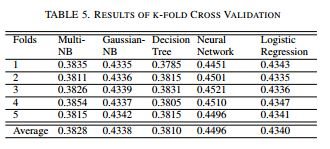 TABLE 5. RESULTS OF K-FOLD CROSS VALIDATION
Folds Multi-NB Gaussian-NB Decision Tree Neural Network Logistic Regression
1 0.3835 0.4335 0.3785 0.4451 0.4343
2 0.3811 0.4336 0.3815 0.4501 0.4335
3 0.3826 0.4339 0.3831 0.4521 0.4336
4 0.3854 0.4337 0.3805 0.4510 0.4347
5 0.3815 0.4342 0.3815 0.4496 0.4341
Average 0.3828 0.4338 0.3810 0.4496 0.4340